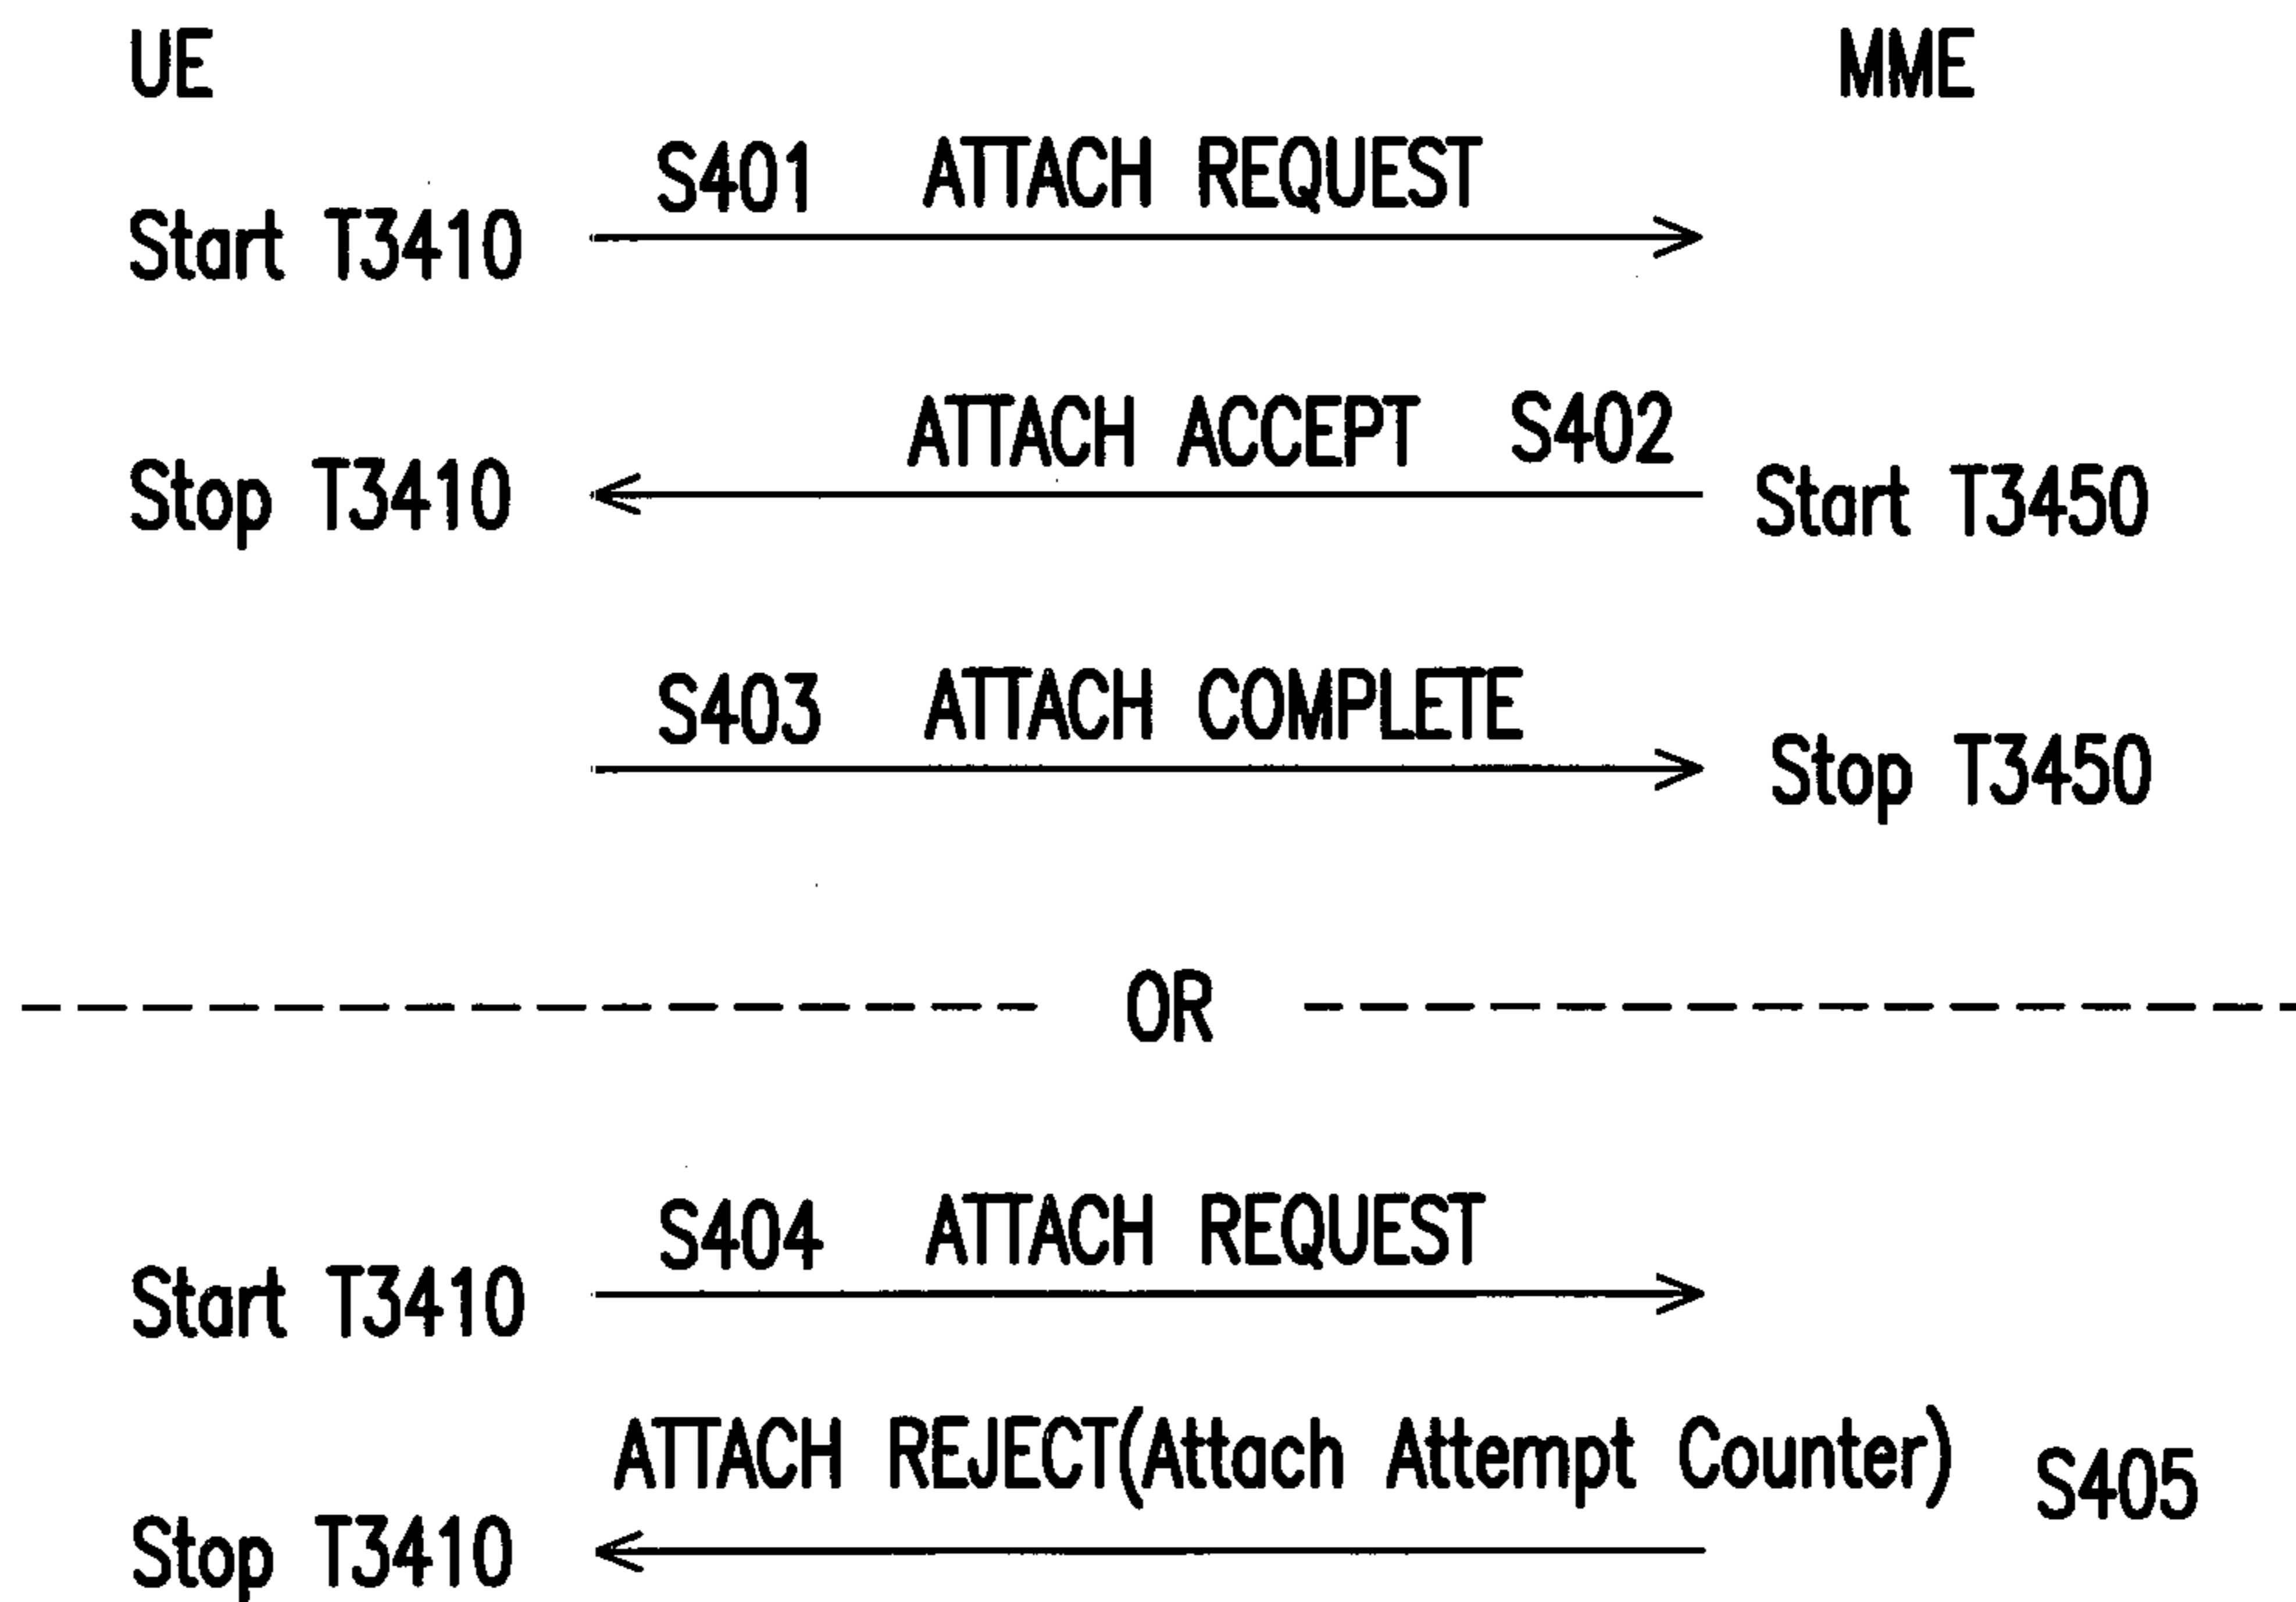 UE MME
S401 ATTACH REQUEST
Start T3410
ATTACH ACCEPT S402
Stop T3410 Start T3450
S403 ATTACH COMPLETE
Stop T3450
OR
S404 ATTACH REQUEST
Start T3410
ATTACH REJECT(Attach Attempt Counter) S405
Stop T3410